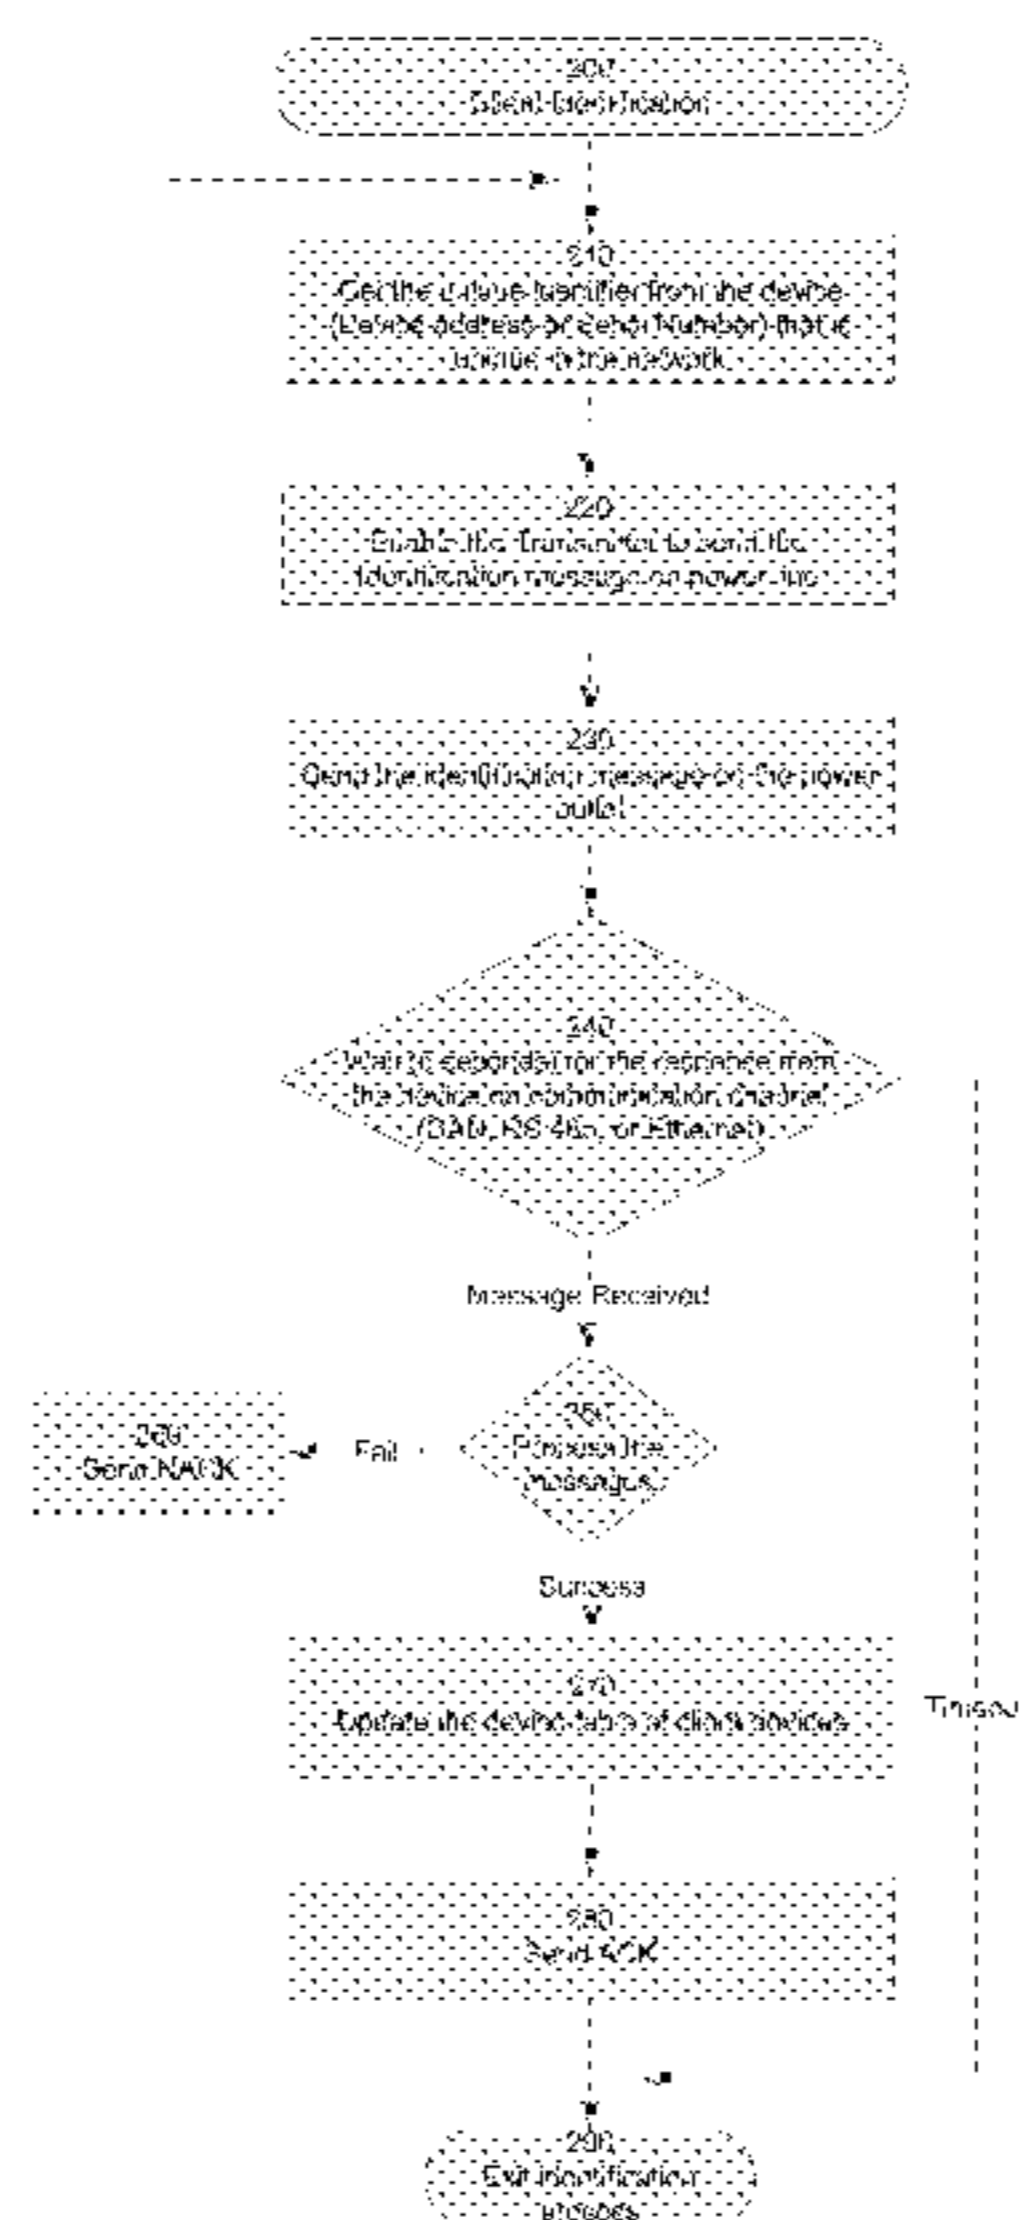 200
Start Identification
210
Get the unique Identifier from the device
(Device address or Serial Number) that is
unique in the network
220
Enable the Transmitter to send the
identification message on power line
230
Send the identification message on the power
outlet
240
Wait (x seconds) for the response from
the device on communication channel
(CAN, RS 485, or Ethernet)
Message Received
250
Process the
messages
Fail
260
Send NACK
Success
270
Update the device table of client devices
Timeou
280
Send ACK
290
Exit identification
process